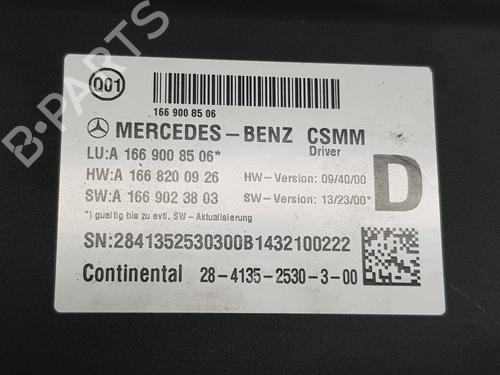 Q01
166 900 85 06
MERCEDES-BENZ CSMM
Driver
LU:A 166 900 85 06*
HW:A 166 820 09 26 HW-Version: 09/40/00
SW:A 166 902 38 03 SW-Version: 13/23/00*
D
*) gueltig bis zu evtl. SW-Aktualisierung
SN:2841352530300B1432100222
Continental 28-4135-2530-3-00
B-PARTS